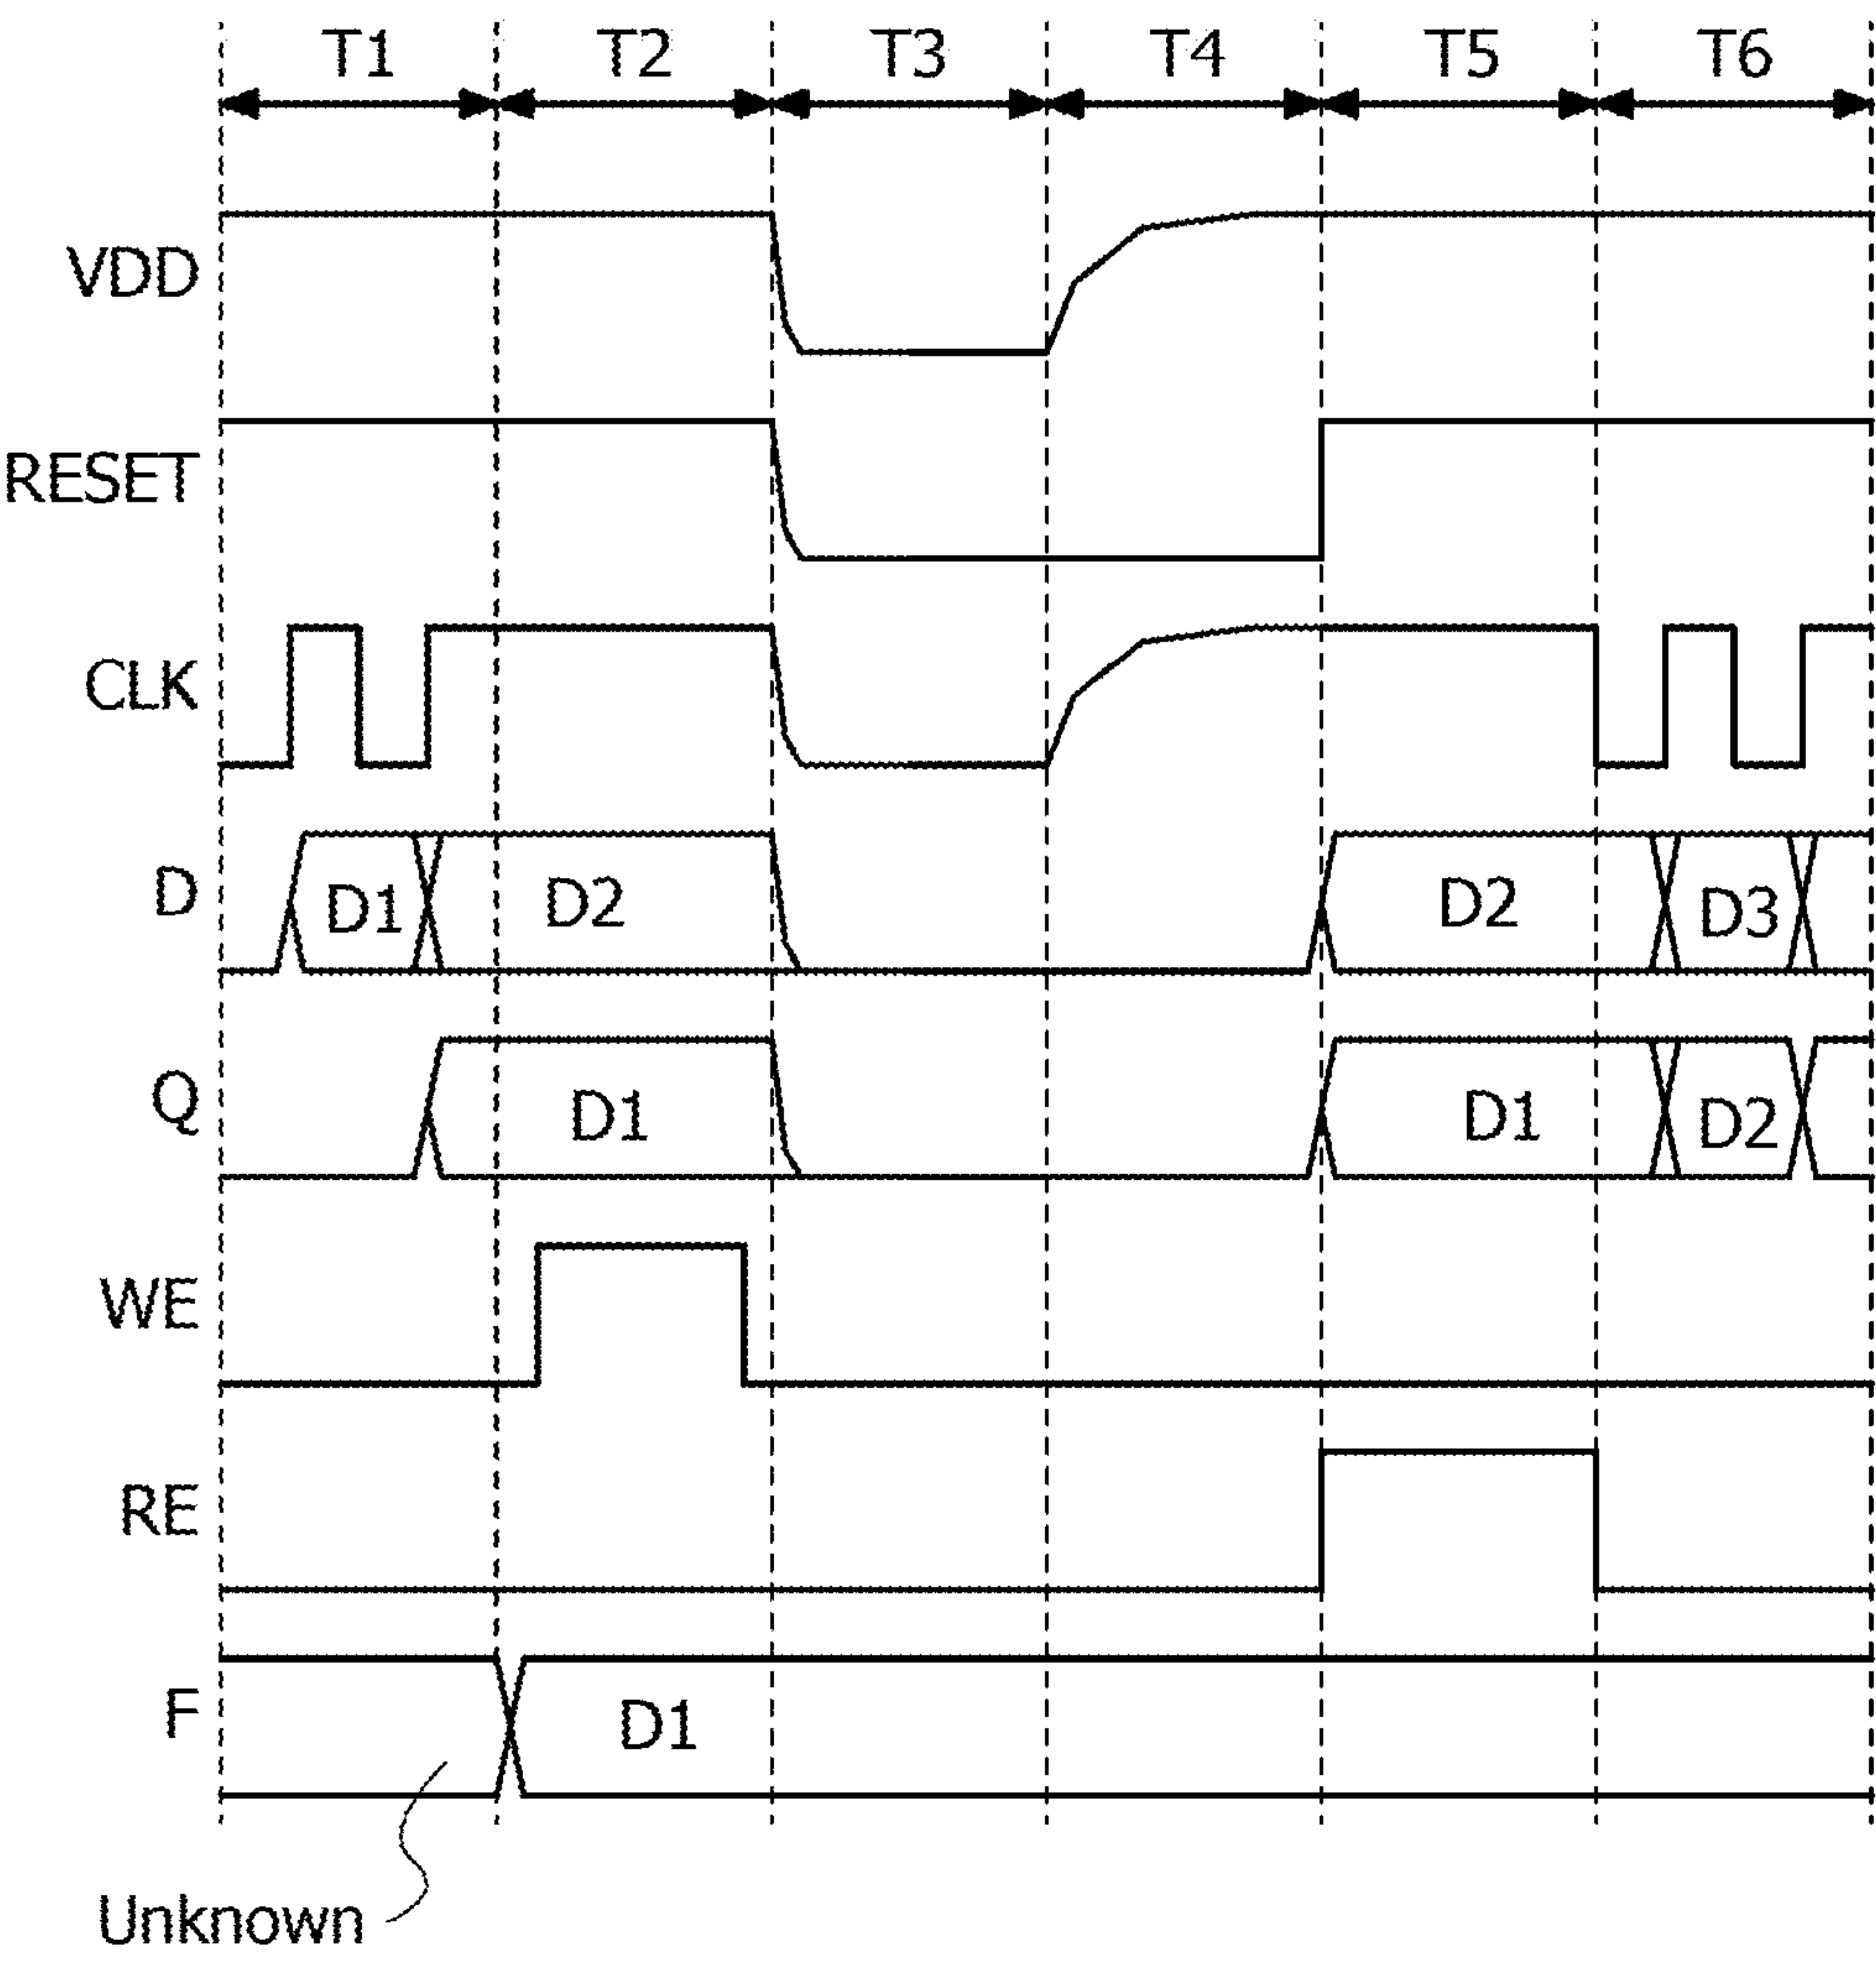 T1 T2 T3 T4 T5 T6
VDD
RESET
CLK
D D1 D2 D2 D3
Q D1 D1 D2
WE
RE
F D1
Unknown